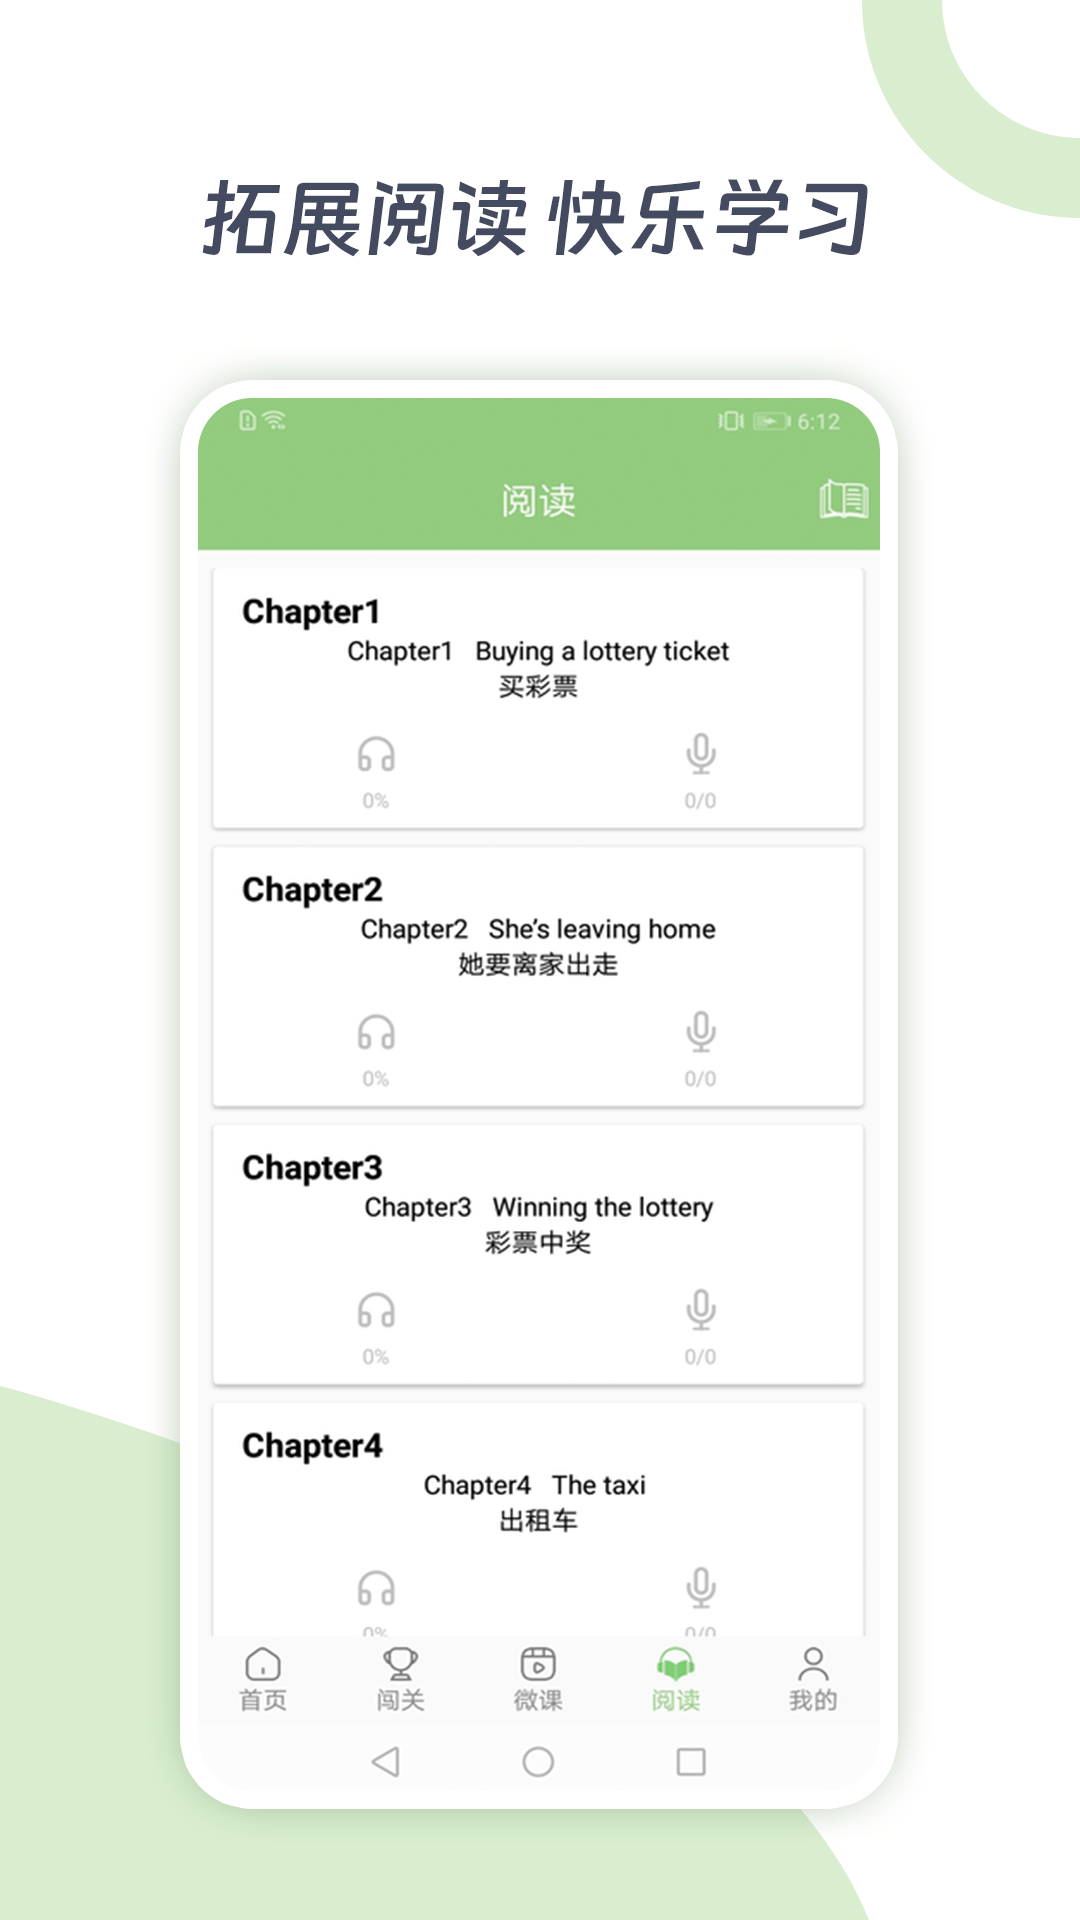 拓展阅读 快乐学习
6:12
阅读
Chapter1
Chapter1 Buying a lottery ticket
买彩票
0% 0/0
Chapter2
Chapter2 She's leaving home
她要离家出走
0% 0/0
Chapter3
Chapter3 Winning the lottery
彩票中奖
0% 0/0
Chapter4
Chapter4 The taxi
出租车
0% 0/0
首页 闯关 微课 阅读 我的